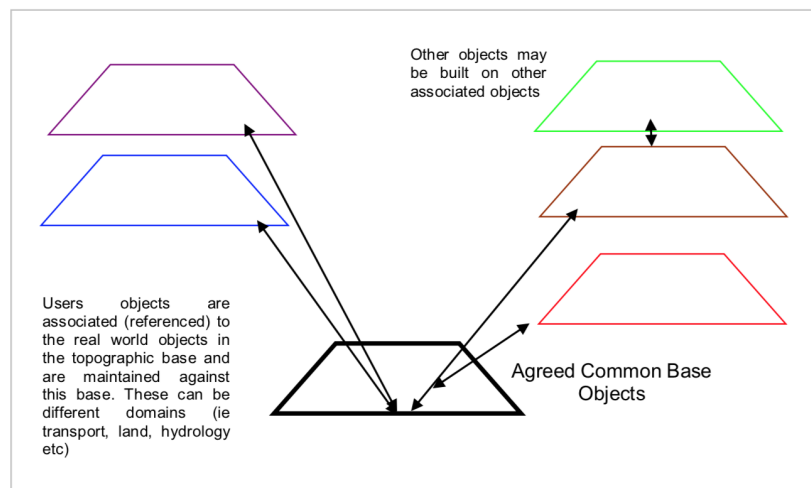 Other objects may
be built on other
associated objects
Users objects are
associated (referenced) to
the real world objects in
the topographic base and
are maintained against
this base. These can be
different domains (ie
transport, land, hydrology
etc)
Agreed Common Base
Objects